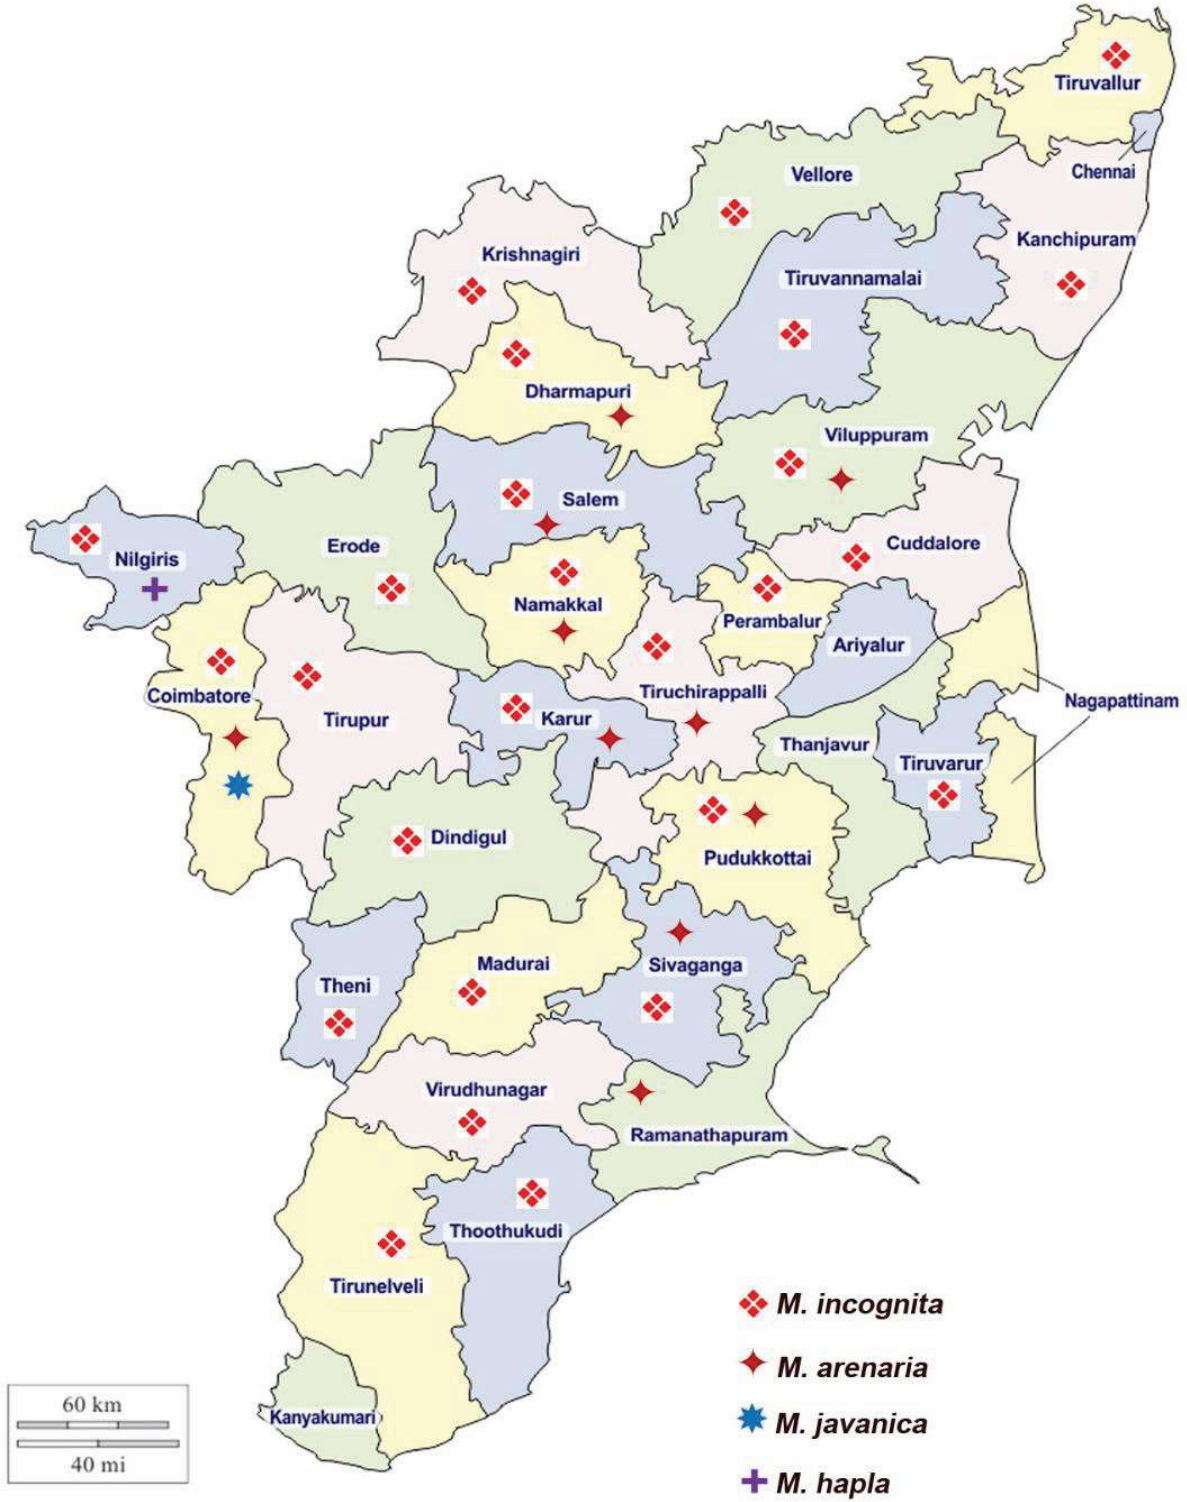 Tiruvallur
Chennai
Vellore
Kanchipuram
Krishnagiri
Tiruvannamalai
Dharmapuri
Viluppuram
Salem
Cuddalore
Erode
Nilgiris
Namakkal
Perambalur
Ariyalur
Coimbatore
Tiruchirappalli
Nagapattinam
Tirupur
Karur
Thanjavur
Tiruvarur
Dindigul
Pudukkottai
Madurai
Sivaganga
Theni
Virudhunagar
Ramanathapuram
Thoothukudi
Tirunelveli
Kanyakumari
M. incognita
M. arenaria
M. javanica
M. hapla
60 km
40 mi